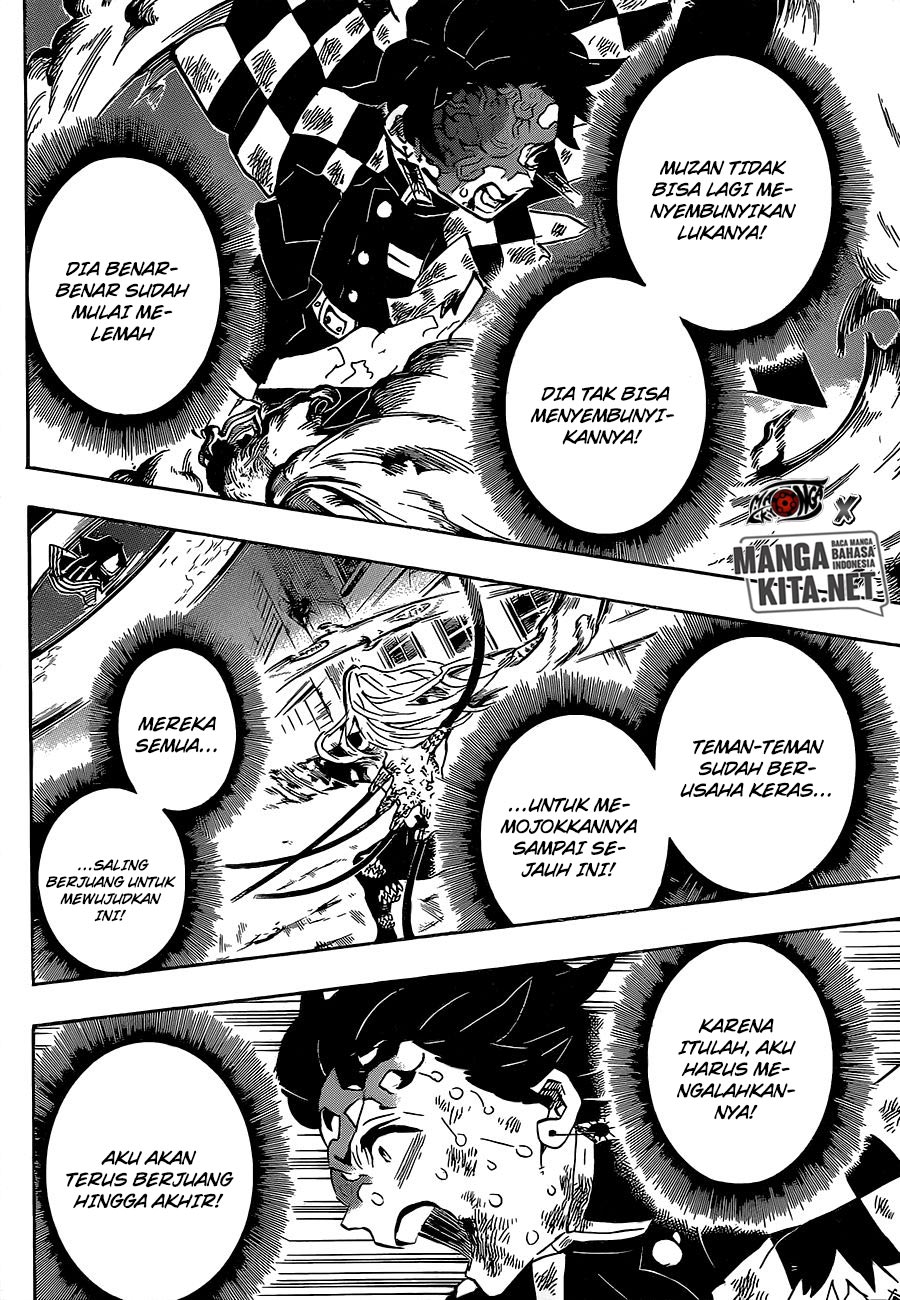 MUZAN TIDAK
BISA LAGI ME-
NYEMBUNYIKAN
LUKANYA!
DIA TAK BISA
MENYEMBUNYI-
KANNYA!
DIA BENAR-
BENAR SUDAH
MULAI ME-
LEMAH
X
MANGA
KITA.NET
BACA MANGA
BAHASA
INDONESIA
TEMAN-TEMAN
SUDAH BER-
USAHA KERAS...
...UNTUK ME-
MOJOKKANNYA
SAMPAI SE-
JAUH INI!
MEREKA
SEMUA...
...SALING
BERJUANG UNTUK
MEWUJUDKAN
INI!
KARENA
ITULAH, AKU
HARUS ME-
NGALAHKAN-
NYA!
AKU AKAN
TERUS BERJUANG
HINGGA AKHIR!